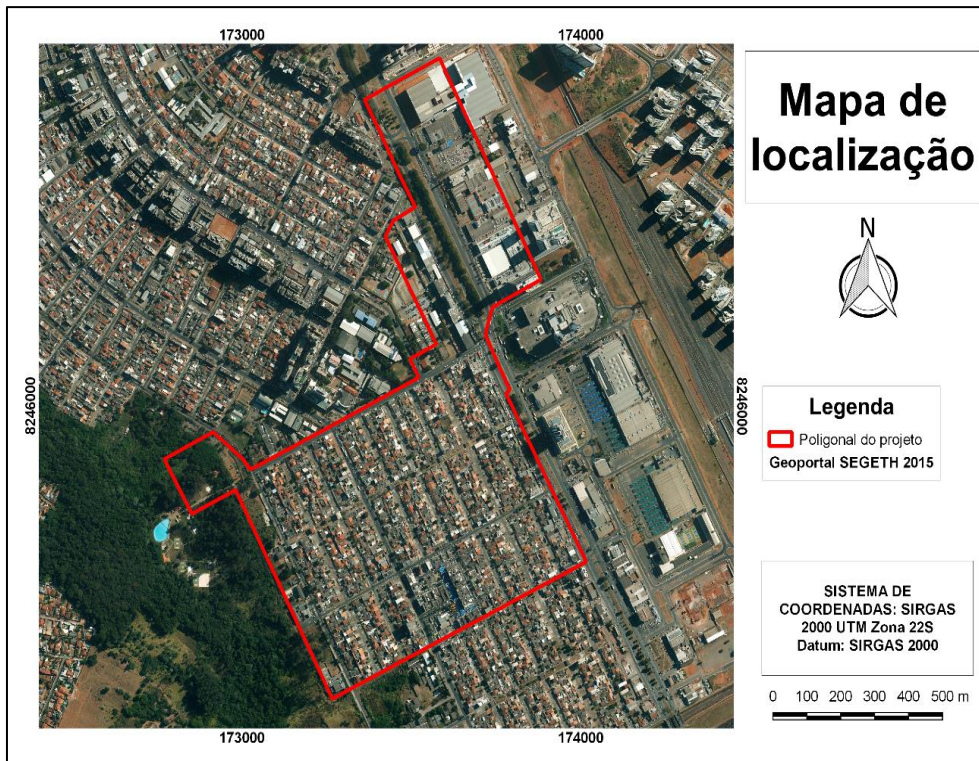 173000
174000
Mapa de
localização
N
8246000
8246000
Legenda
Poligonal do projeto
Geoportal SEGETH 2015
SISTEMA DE
COORDENADAS: SIRGAS
2000 UTM Zona 22S
Datum: SIRGAS 2000
0 100 200 300 400 500 m
173000
174000